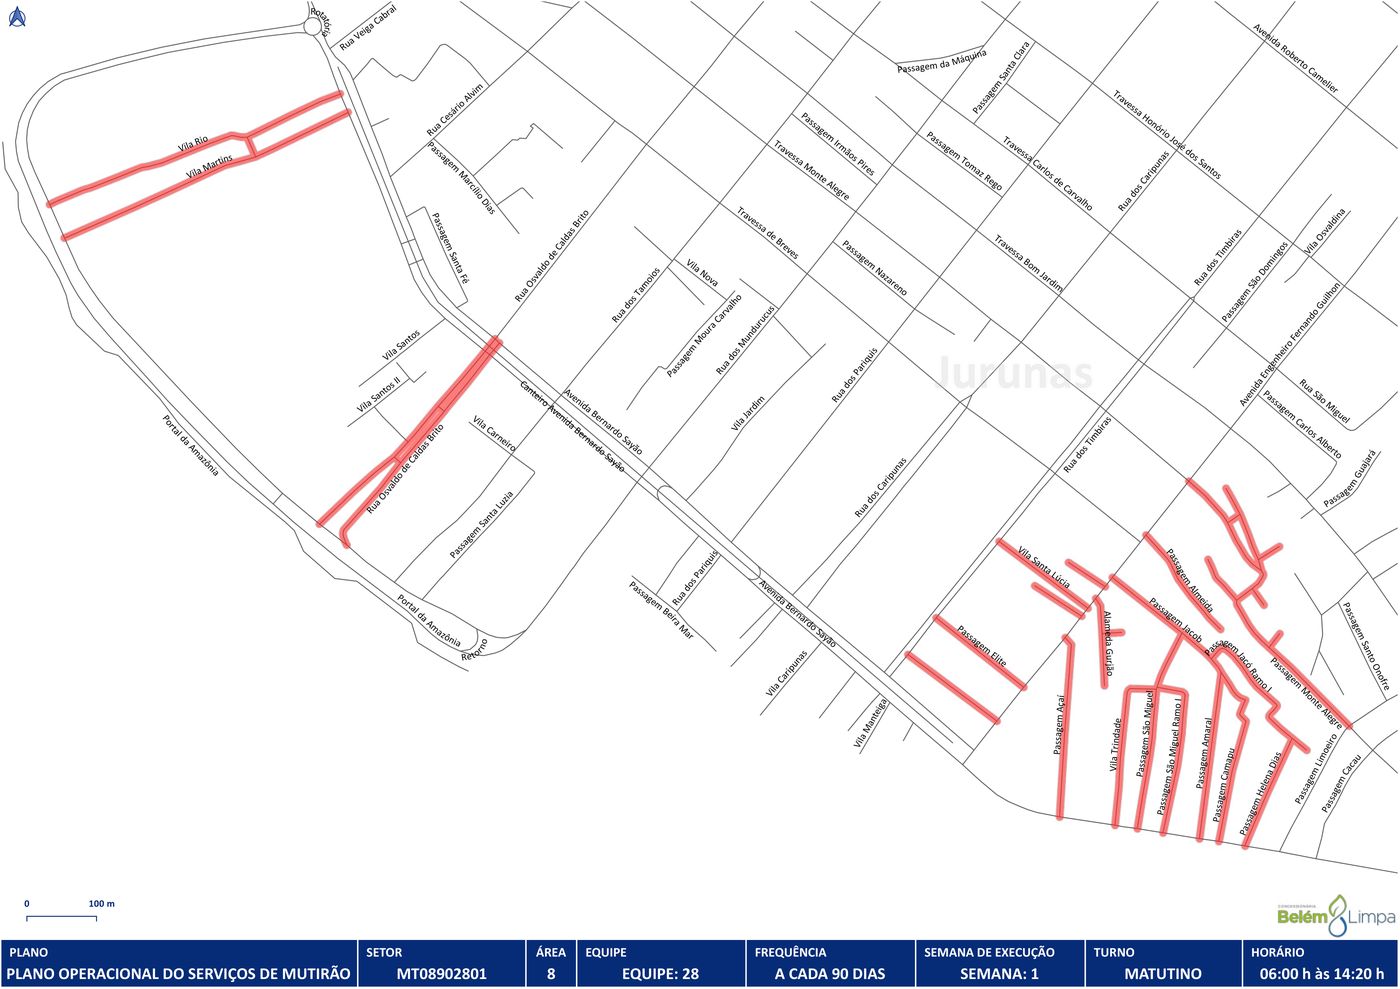 Rotatória
Rua Veiga Cabral
Passagem da Máquina
Passagem Santa Clara
Avenida Roberto Camelier
Rua Cesário Alvim
Travessa Honório José dos Santos
Passagem Irmãos Pires
Passagem Tomaz Rego
Travessa Carlos de Carvalho
Rua dos Caripunas
Vila Rio
Vila Martins
Passagem Marcílio Dias
Travessa Monte Alegre
Passagem Santa Fé
Rua Osvaldo de Caldas Brito
Travessa de Breves
Passagem Nazareno
Travessa Bom Jardim
Rua dos Timbiras
Passagem São Domingos
Vila Osvaldina
Rua dos Tamoios
Vila Nova
Passagem Moura Carvalho
Rua dos Mundurucus
Avenida Engenheiro Fernando Guilhon
Vila Santos
Vila Santos II
Rua dos Pariquis
Jurunas
Rua São Miguel
Passagem Carlos Alberto
Canteiro Avenida Bernardo Sayão
Avenida Bernardo Sayão
Vila Jardim
Vila Carneiro
Portal da Amazônia
Rua Osvaldo de Caldas Brito
Rua dos Timbiras
Rua dos Caripunas
Passagem Guajará
Passagem Santa Luzia
Vila Santa Lúcia
Passagem Almeida
Rua dos Pariquis
Passagem Beira Mar
Avenida Bernardo Sayão
Portal da Amazônia
Retorno
Passagem Jacob
Alameda Gurjão
Passagem Elite
Passagem Jacó Ramo I
Passagem Santo Onofre
Passagem Monte Alegre
Vila Caripunas
Vila Manteiga
Passagem Açaí
Vila Trindade
Passagem São Miguel
Passagem São Miguel Ramo I
Passagem Amaral
Passagem Camapu
Passagem Helena Dias
Passagem Limoeiro
Passagem Cacau
0 100 m
CONCESSIONÁRIA
Belém Limpa
PLANO
PLANO OPERACIONAL DO SERVIÇOS DE MUTIRÃO
SETOR
MT08902801
ÁREA
8
EQUIPE
EQUIPE: 28
FREQUÊNCIA
A CADA 90 DIAS
SEMANA DE EXECUÇÃO
SEMANA: 1
TURNO
MATUTINO
HORÁRIO
06:00 h às 14:20 h